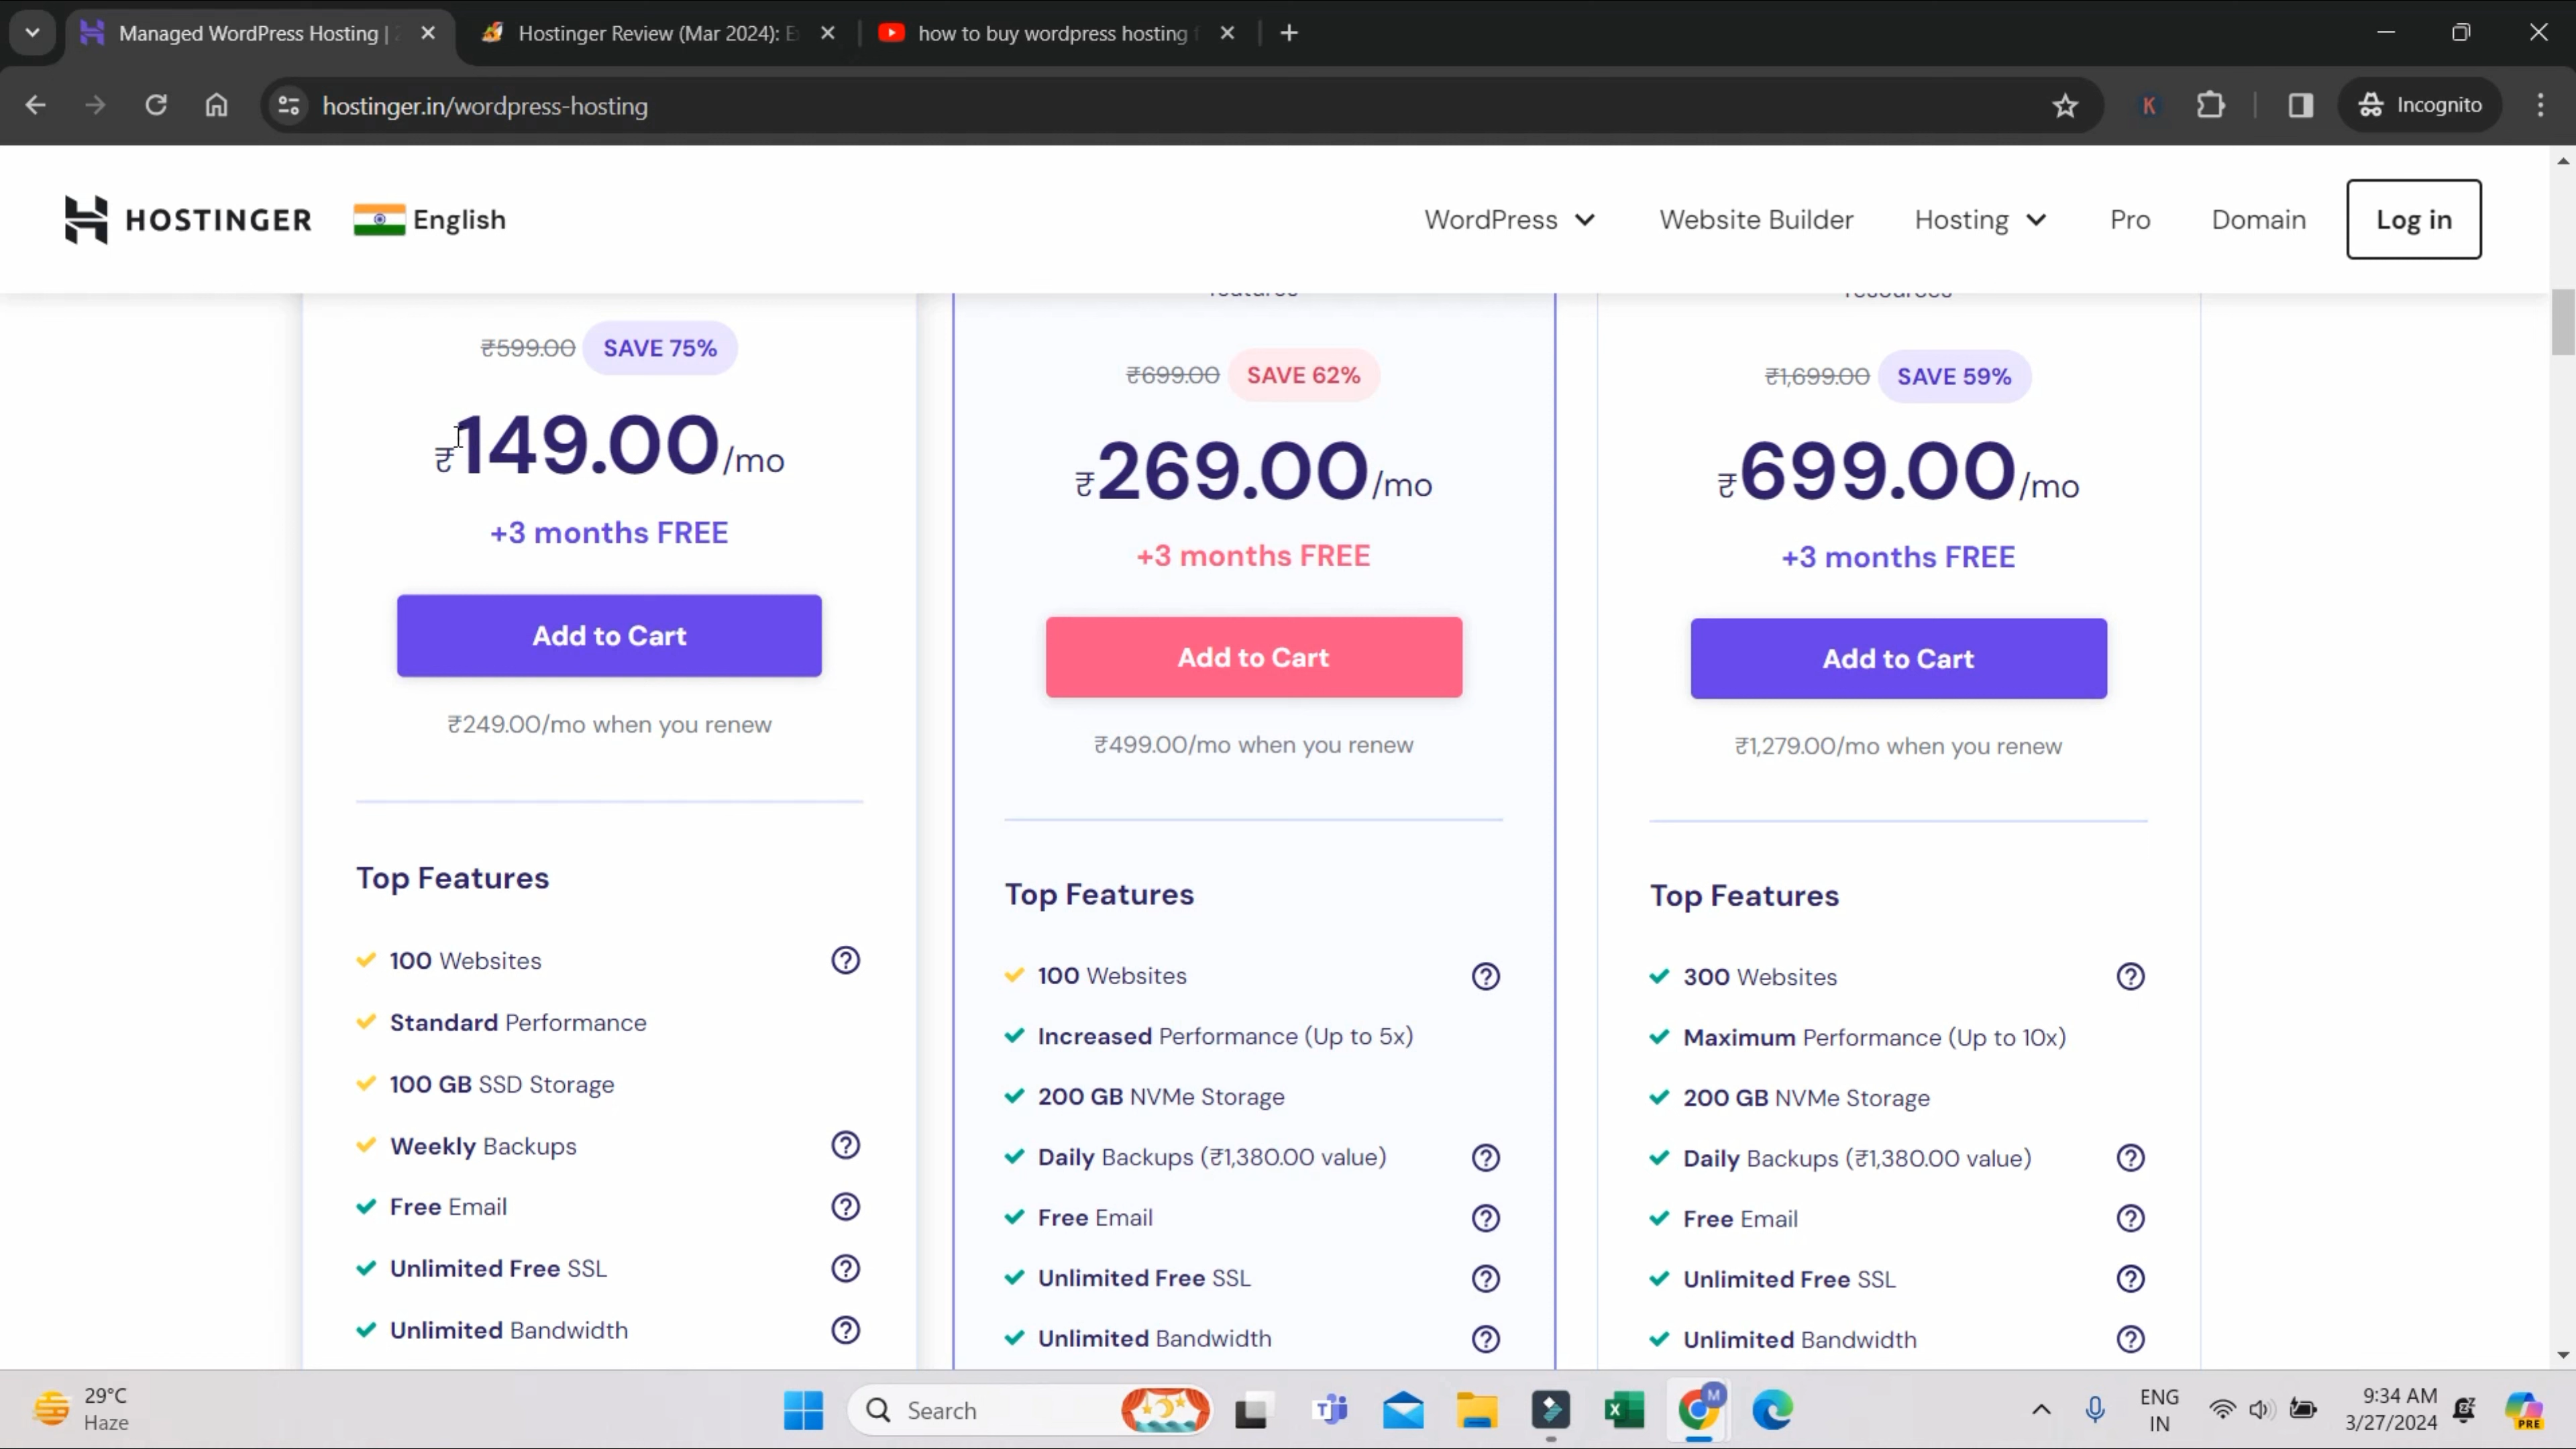 Managed WordPress Hosting |
Hostinger Review (Mar 2024):
how to buy wordpress hosting
hostinger.in/wordpress-hosting
K
Incognito
HOSTINGER
English
WordPress
Website Builder
Hosting
Pro
Domain
Log in
₹599.00 SAVE 75%
₹149.00/mo
+3 months FREE
Add to Cart
₹249.00/mo when you renew
Top Features
100 Websites
Standard Performance
100 GB SSD Storage
Weekly Backups
Free Email
Unlimited Free SSL
Unlimited Bandwidth
₹699.00 SAVE 62%
₹269.00/mo
+3 months FREE
Add to Cart
₹499.00/mo when you renew
Top Features
100 Websites
Increased Performance (Up to 5x)
200 GB NVMe Storage
Daily Backups (₹1,380.00 value)
Free Email
Unlimited Free SSL
Unlimited Bandwidth
₹1,699.00 SAVE 59%
₹699.00/mo
+3 months FREE
Add to Cart
₹1,279.00/mo when you renew
Top Features
300 Websites
Maximum Performance (Up to 10x)
200 GB NVMe Storage
Daily Backups (₹1,380.00 value)
Free Email
Unlimited Free SSL
Unlimited Bandwidth
29°C
Haze
Search
M
ENG
IN
9:34 AM
3/27/2024
PRE